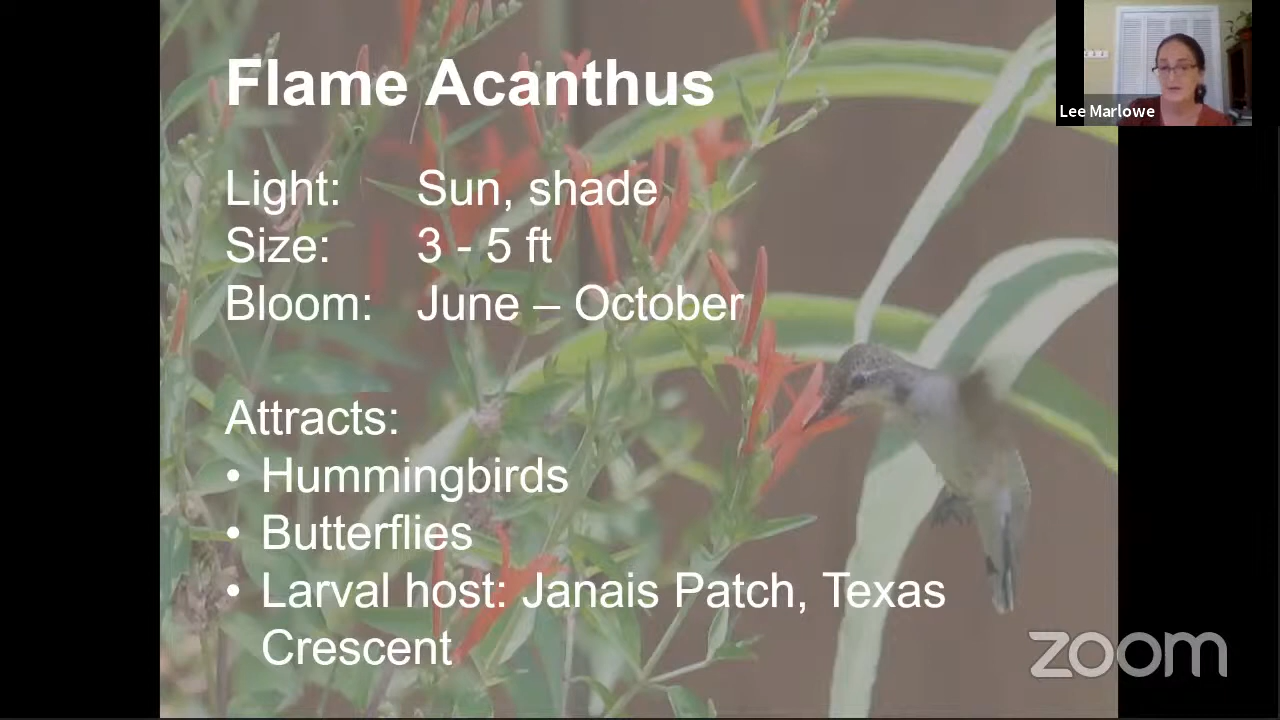 Flame Acanthus
Lee Marlowe
Light: Sun, shade
Size: 3 - 5 ft
Bloom: June – October
Attracts:
• Hummingbirds
• Butterflies
• Larval host: Janais Patch, Texas
Crescent
zoom